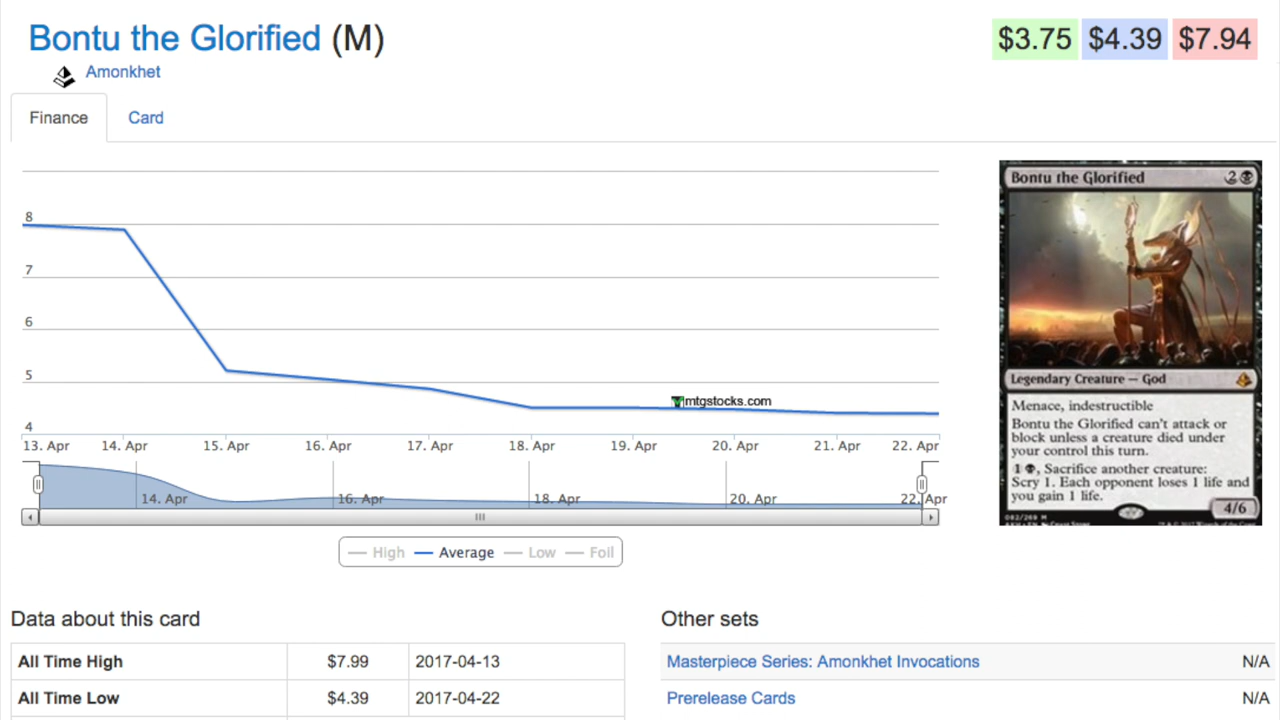 Bontu the Glorified (M)
$3.75 $4.39 $7.94
Amonkhet
Finance Card
8
7
6
5
4
mtgstocks.com
13. Apr 14. Apr 15. Apr 16. Apr 17. Apr 18. Apr 19. Apr 20. Apr 21. Apr 22. Apr
14. Apr 16. Apr 18. Apr 20. Apr 22. Apr
High Average Low Foil
Bontu the Glorified 2
Legendary Creature — God
Menace, indestructible
Bontu the Glorified can't attack or
block unless a creature died under
your control this turn.
1 , Sacrifice another creature:
Scry 1. Each opponent loses 1 life and
you gain 1 life.
4/6
082/269 M
Data about this card
All Time High $7.99 2017-04-13
All Time Low $4.39 2017-04-22
Other sets
Masterpiece Series: Amonkhet Invocations N/A
Prerelease Cards N/A